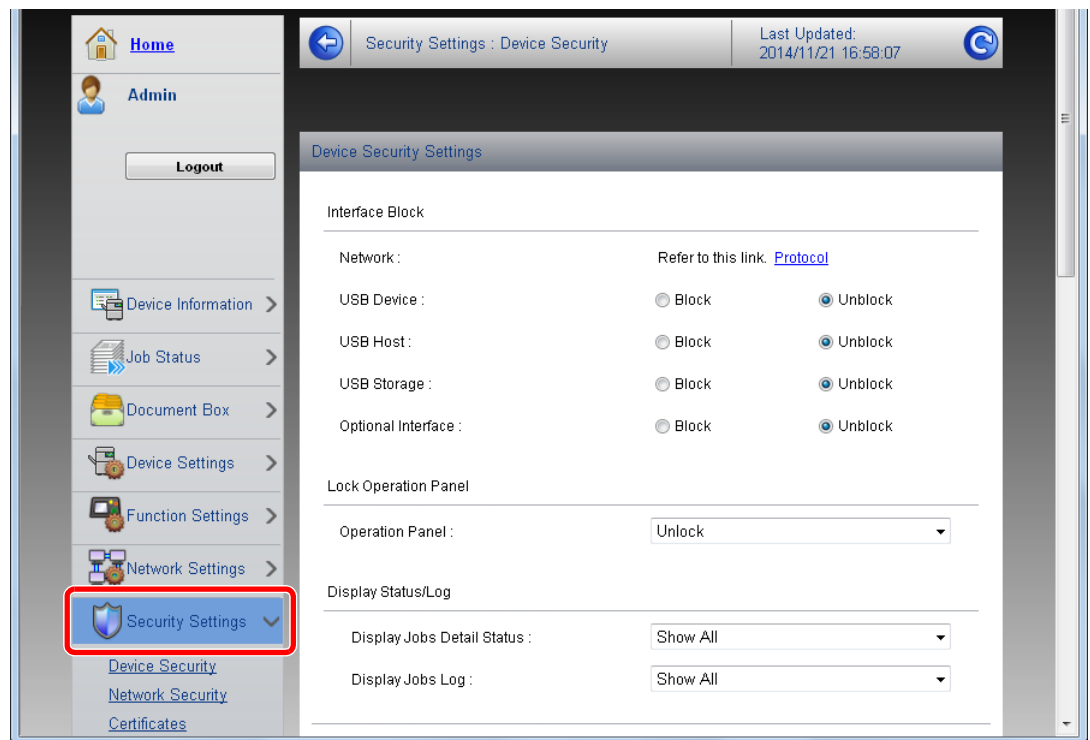 Home
Admin
Logout
Device Information
Job Status
Document Box
Device Settings
Function Settings
Network Settings
Security Settings
Device Security
Network Security
Certificates
Security Settings : Device Security
Last Updated:
2014/11/21 16:58:07
Device Security Settings
Interface Block
Network : Refer to this link. Protocol
USB Device : Block Unblock
USB Host : Block Unblock
USB Storage : Block Unblock
Optional Interface : Block Unblock
Lock Operation Panel
Operation Panel : Unlock
Display Status/Log
Display Jobs Detail Status : Show All
Display Jobs Log : Show All